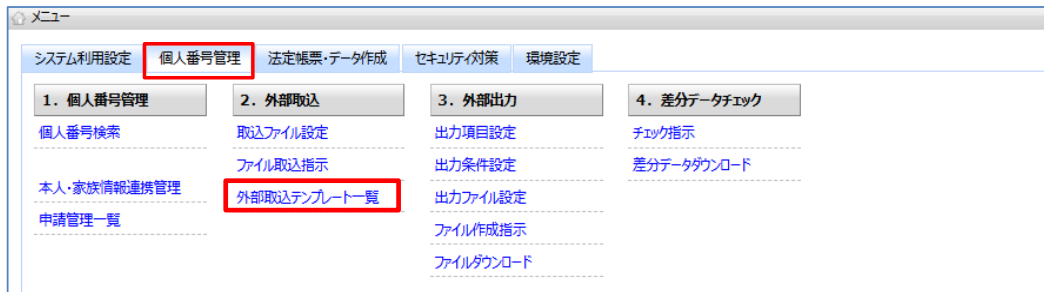 メニュー
システム利用設定 個人番号管理 法定帳票・データ作成 セキュリティ対策 環境設定
1. 個人番号管理
個人番号検索
本人・家族情報連携管理
申請管理一覧
2. 外部取込
取込ファイル設定
ファイル取込指示
外部取込テンプレート一覧
3. 外部出力
出力項目設定
出力条件設定
出力ファイル設定
ファイル作成指示
ファイルダウンロード
4. 差分データチェック
チェック指示
差分データダウンロード